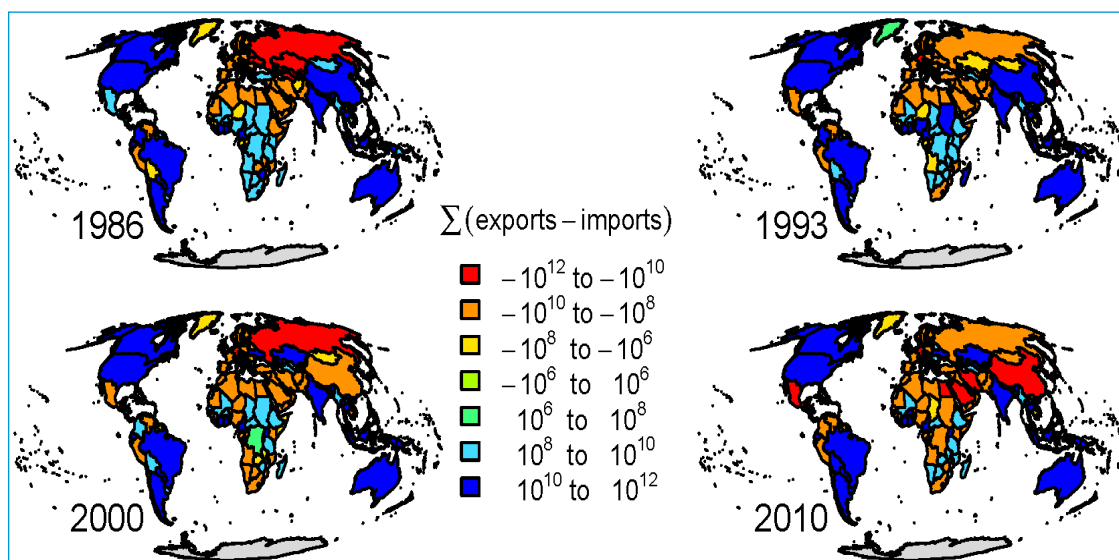 1986
1993
∑(exports – imports)
−10¹² to −10¹⁰
−10¹⁰ to −10⁸
−10⁸ to −10⁶
−10⁶ to 10⁶
10⁶ to 10⁸
10⁸ to 10¹⁰
10¹⁰ to 10¹²
2000
2010